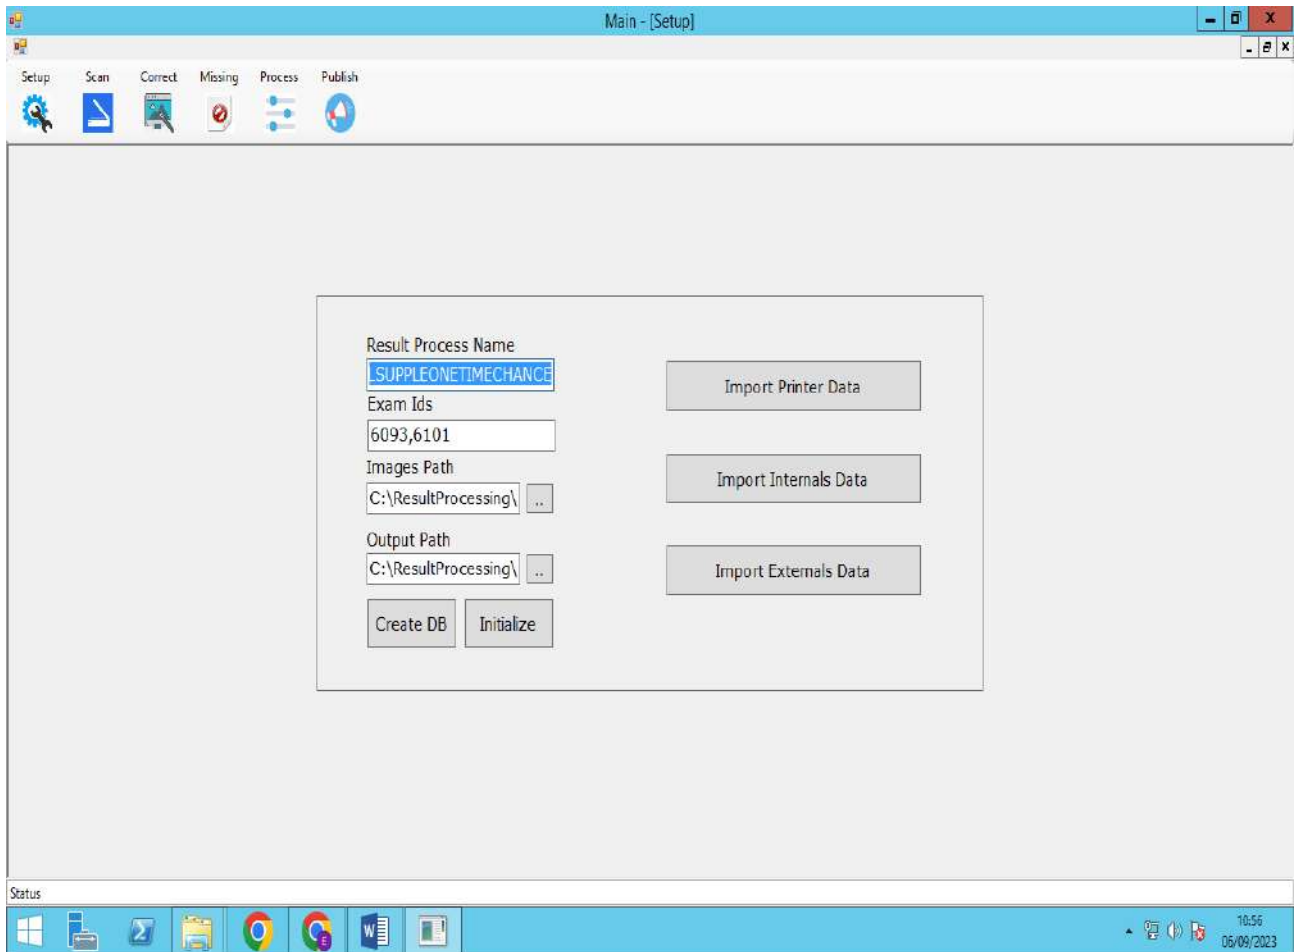 Main - [Setup]
Setup Scan Correct Missing Process Publish
Result Process Name
LSUPPLEONETIMECHANCE
Import Printer Data
Exam Ids
6093,6101
Images Path
Import Internals Data
C:\ResultProcessing\ ..
Output Path
C:\ResultProcessing\ ..
Import Externals Data
Create DB Initialize
Status
10:56
06/09/2023